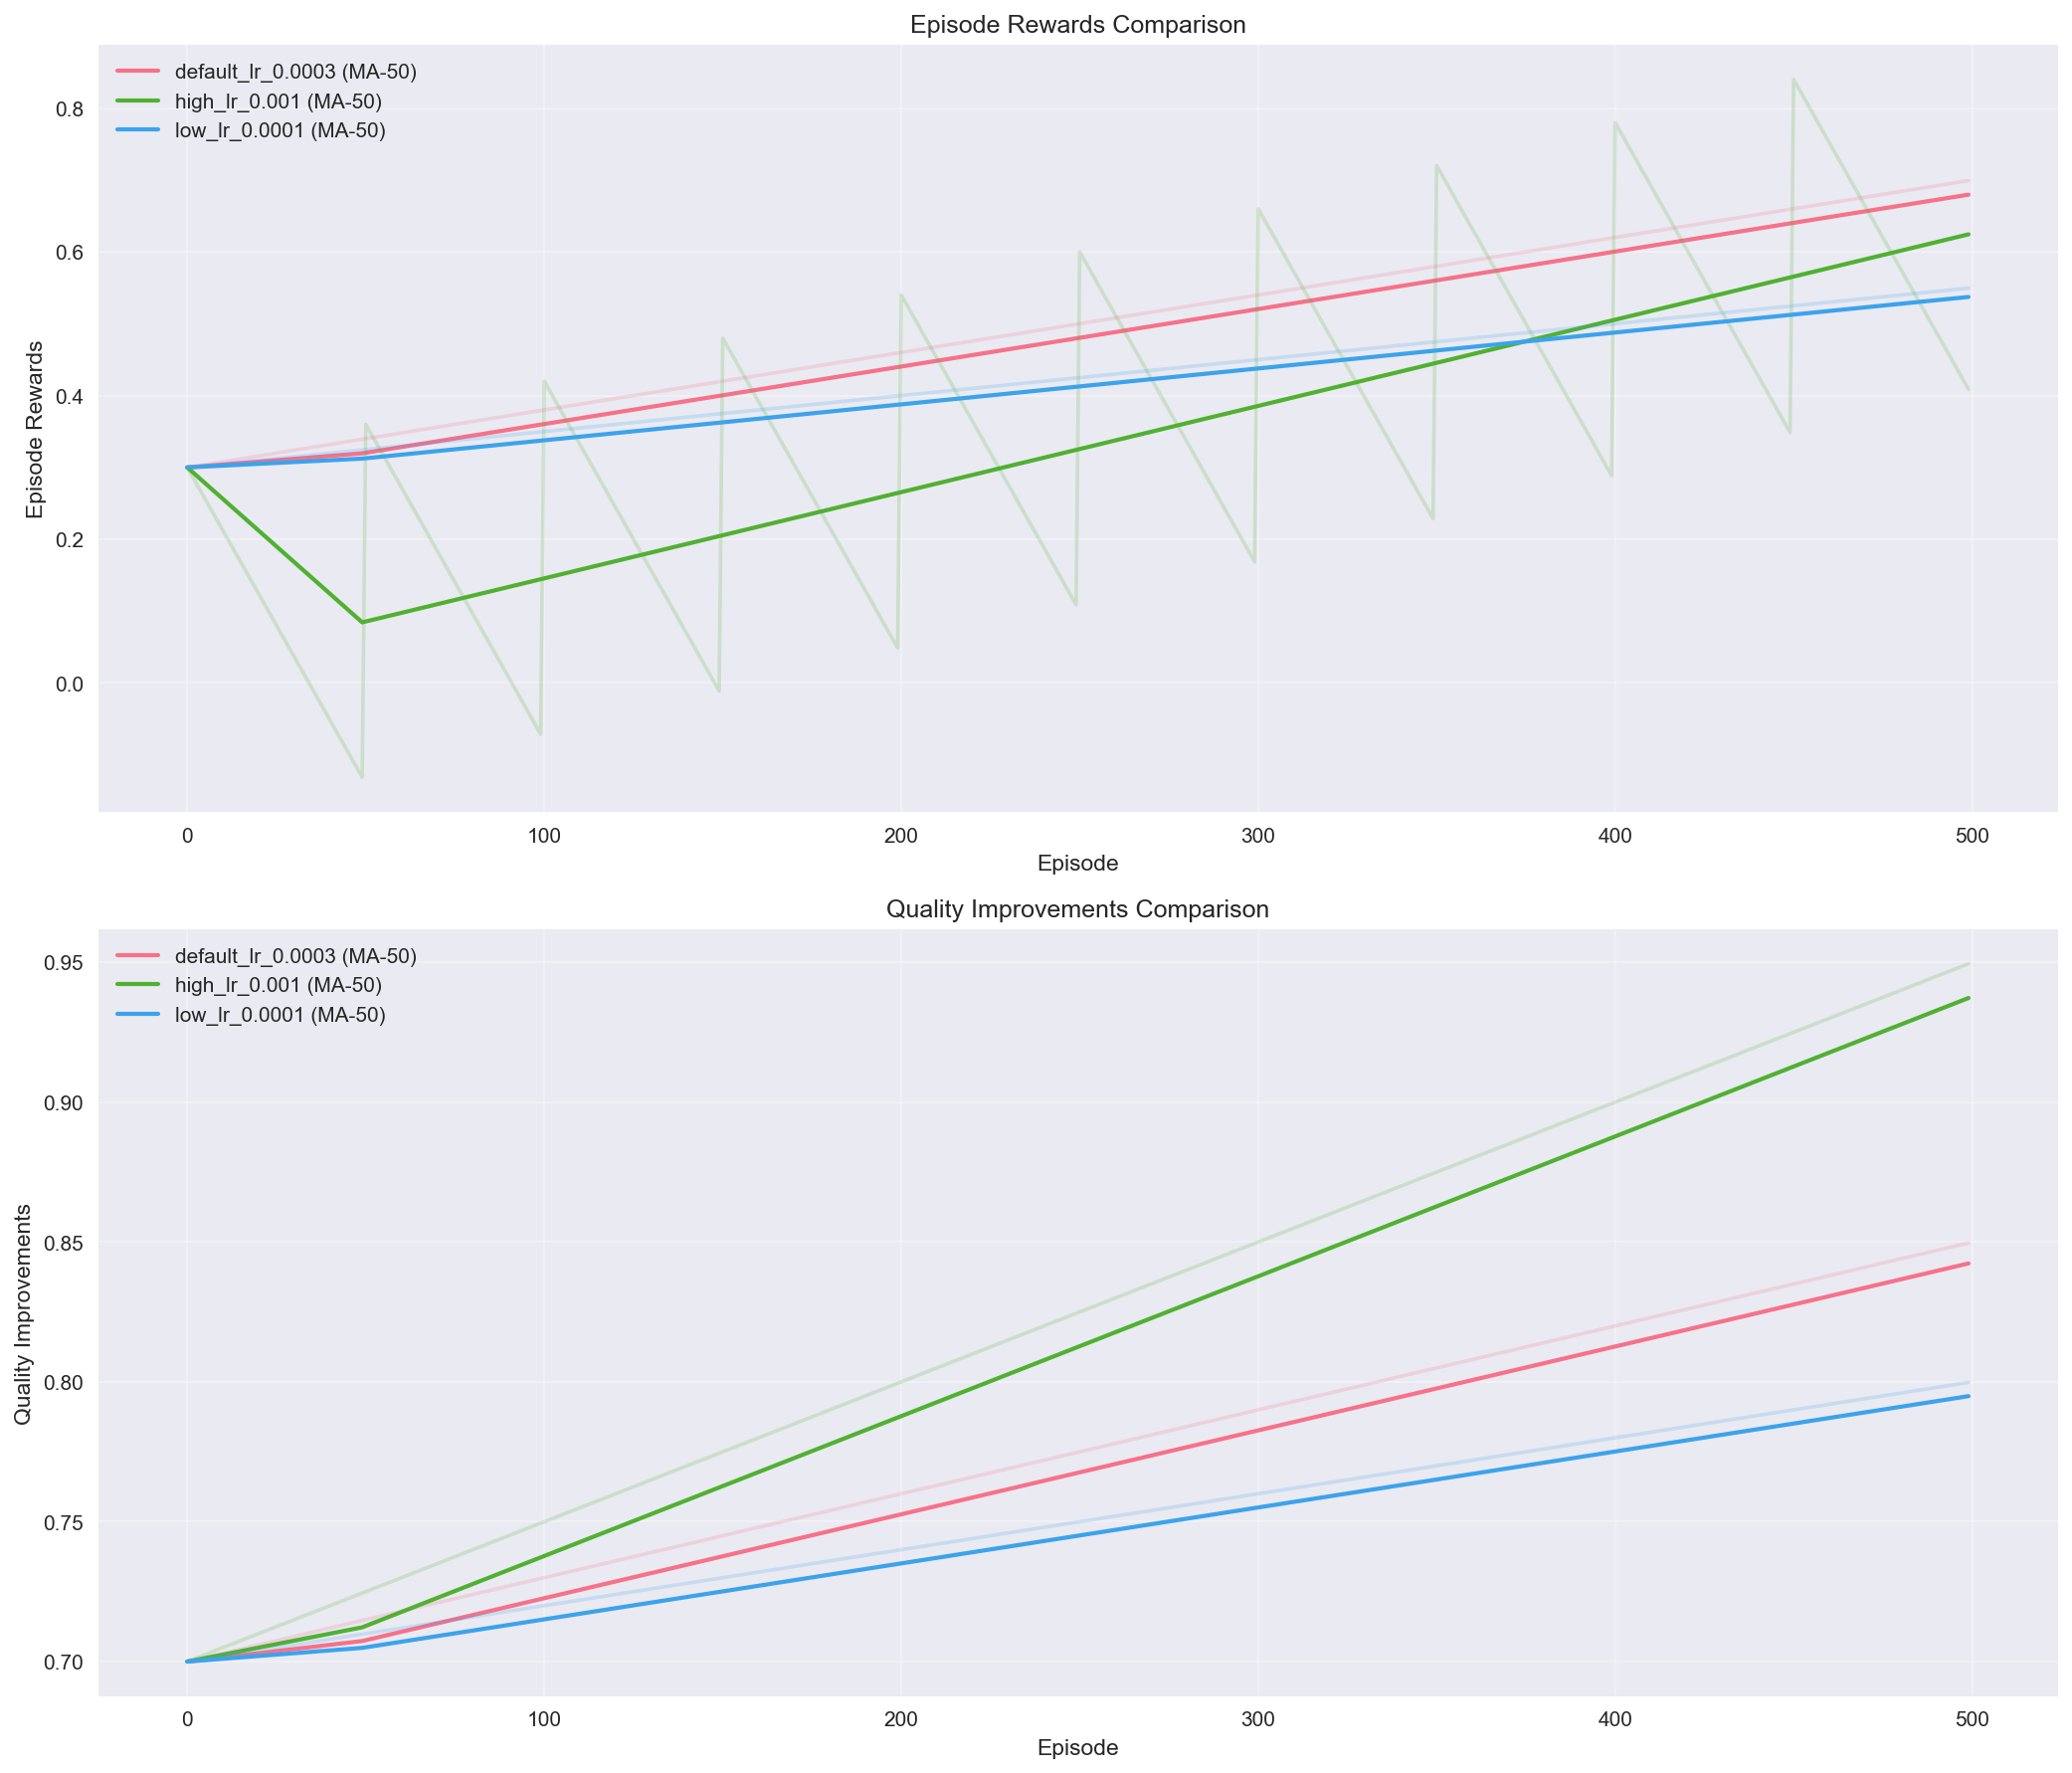 Episode Rewards Comparison
default_lr_0.0003 (MA-50)
high_lr_0.001 (MA-50)
low_lr_0.0001 (MA-50)
Episode Rewards
0.8
0.6
0.4
0.2
0.0
0 100 200 300 400 500
Episode
Quality Improvements Comparison
default_lr_0.0003 (MA-50)
high_lr_0.001 (MA-50)
low_lr_0.0001 (MA-50)
Quality Improvements
0.95
0.90
0.85
0.80
0.75
0.70
0 100 200 300 400 500
Episode